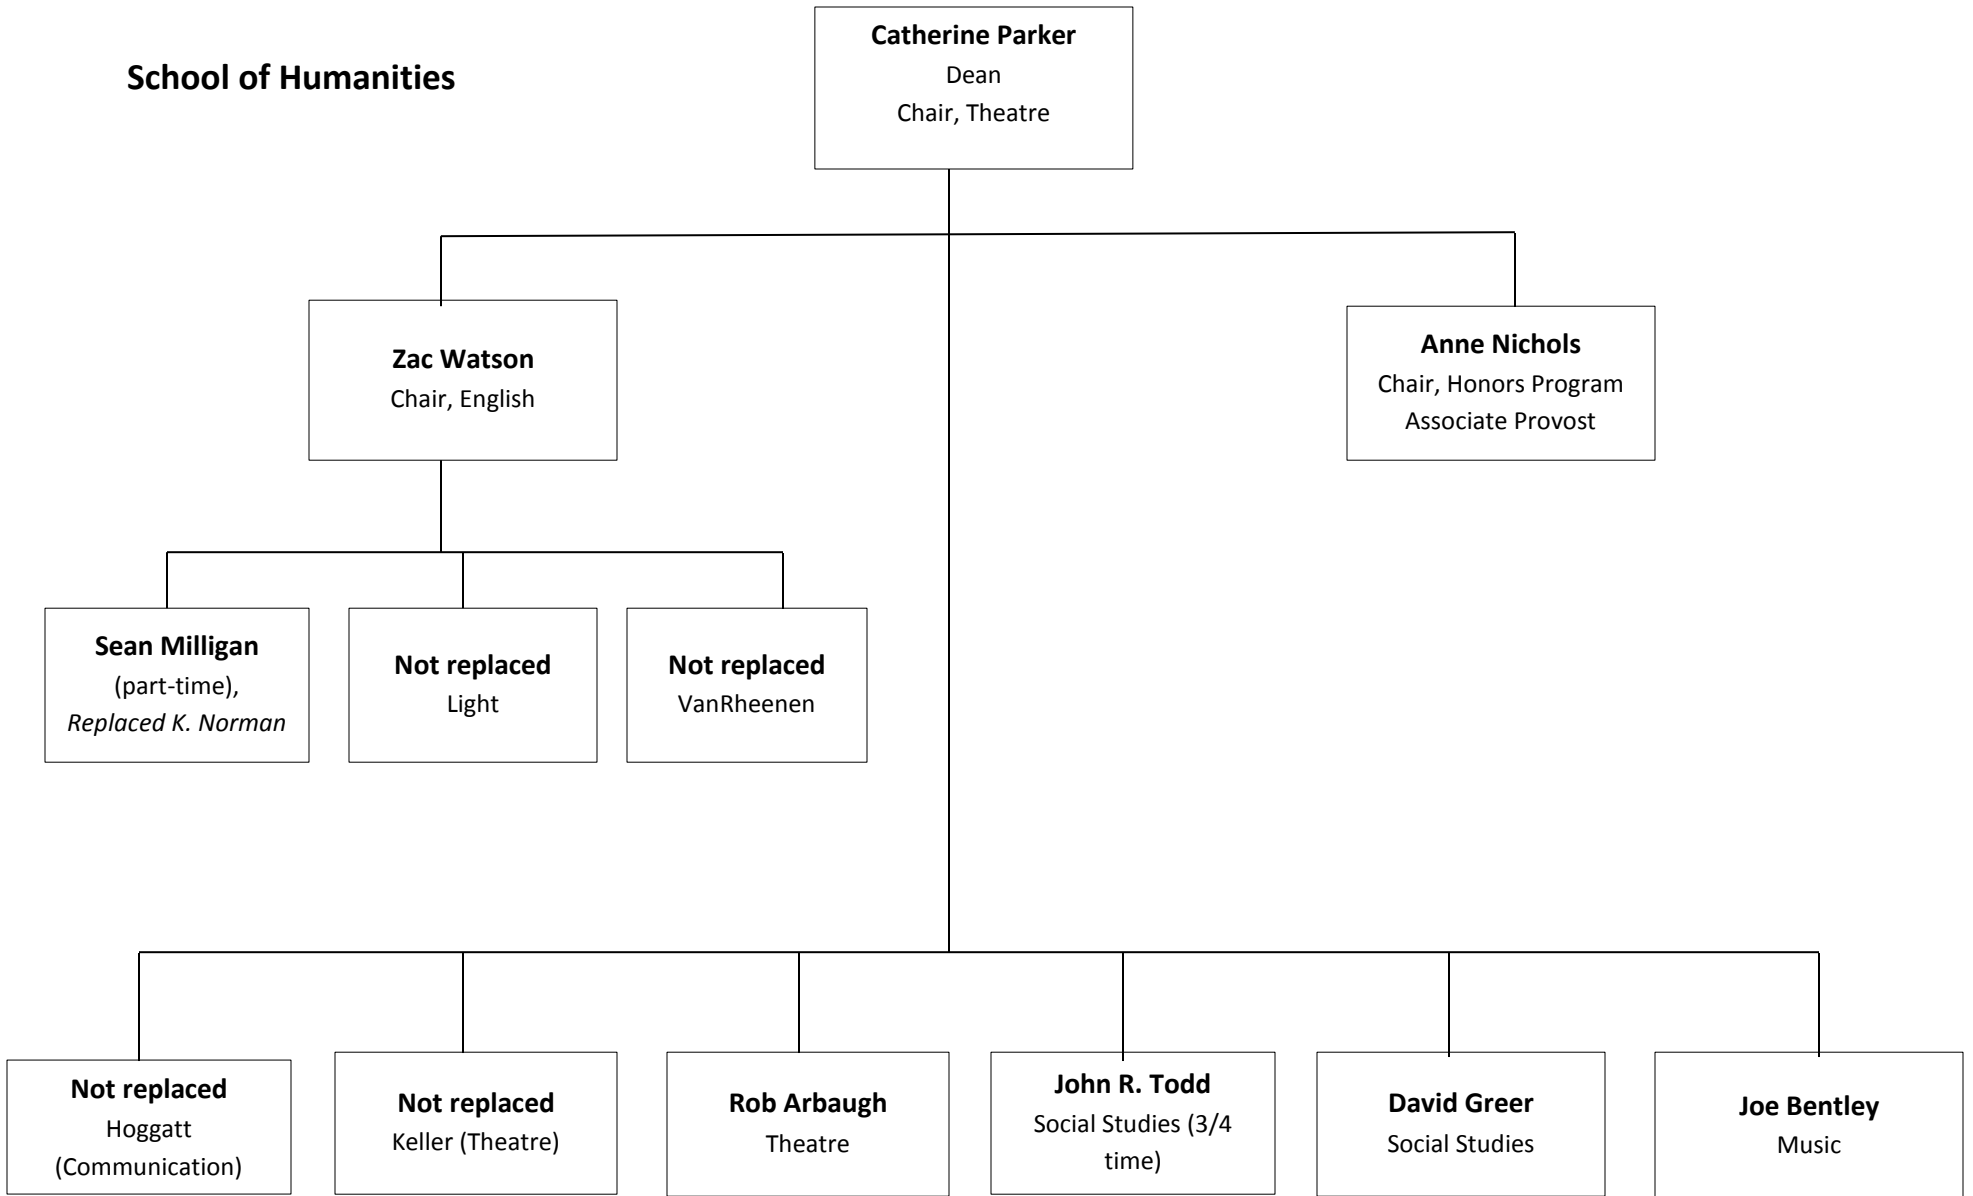 School of Humanities
Catherine Parker
Dean
Chair, Theatre
Zac Watson
Chair, English
Anne Nichols
Chair, Honors Program
Associate Provost
Sean Milligan
(part-time),
Replaced K. Norman
Not replaced
Light
Not replaced
VanRheenen
Not replaced
Hoggatt
(Communication)
Not replaced
Keller (Theatre)
Rob Arbaugh
Theatre
John R. Todd
Social Studies (3/4
time)
David Greer
Social Studies
Joe Bentley
Music